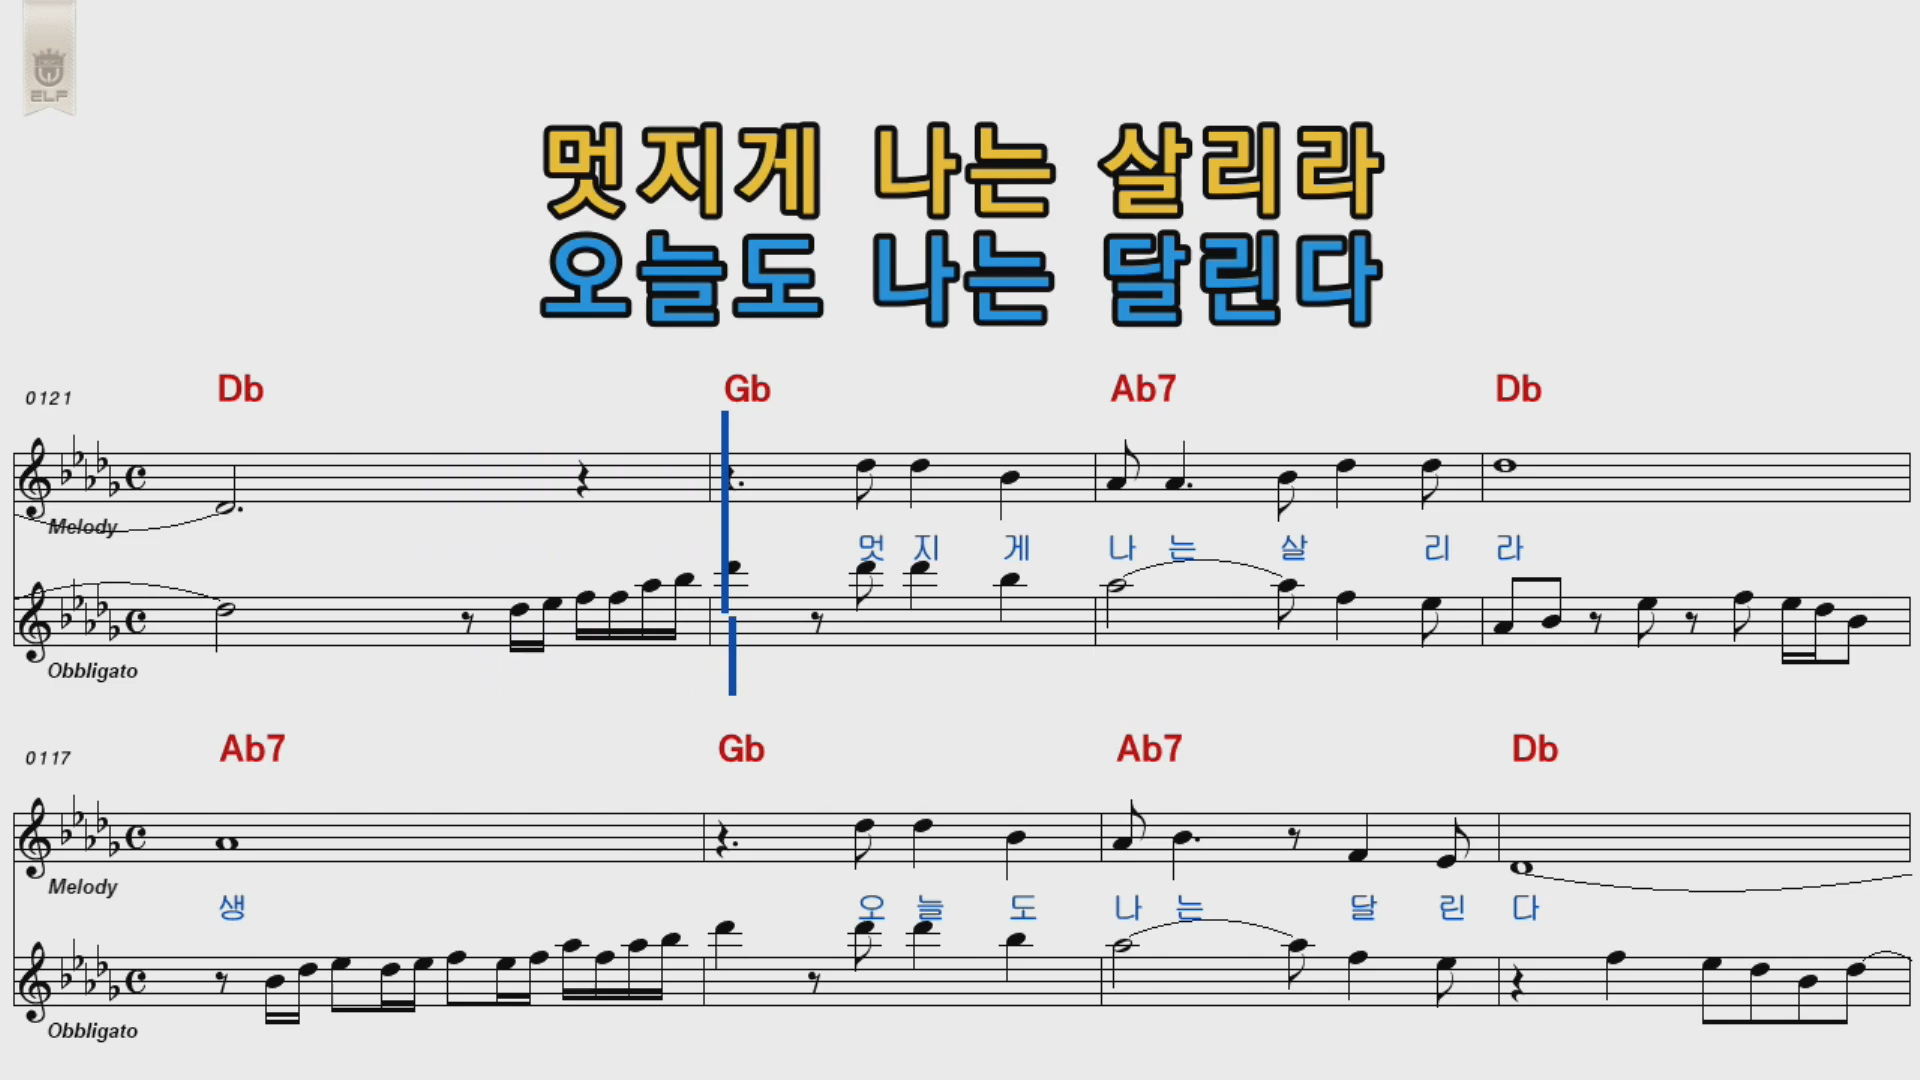 ELF
멋지게 나는 살리라
오늘도 나는 달린다
0121 Db Gb Ab7 Db
Melody
멋 지 게 나 는 살 리 라
Obbligato
0117 Ab7 Gb Ab7 Db
Melody
생 오 늘 도 나 는 달 린 다
Obbligato